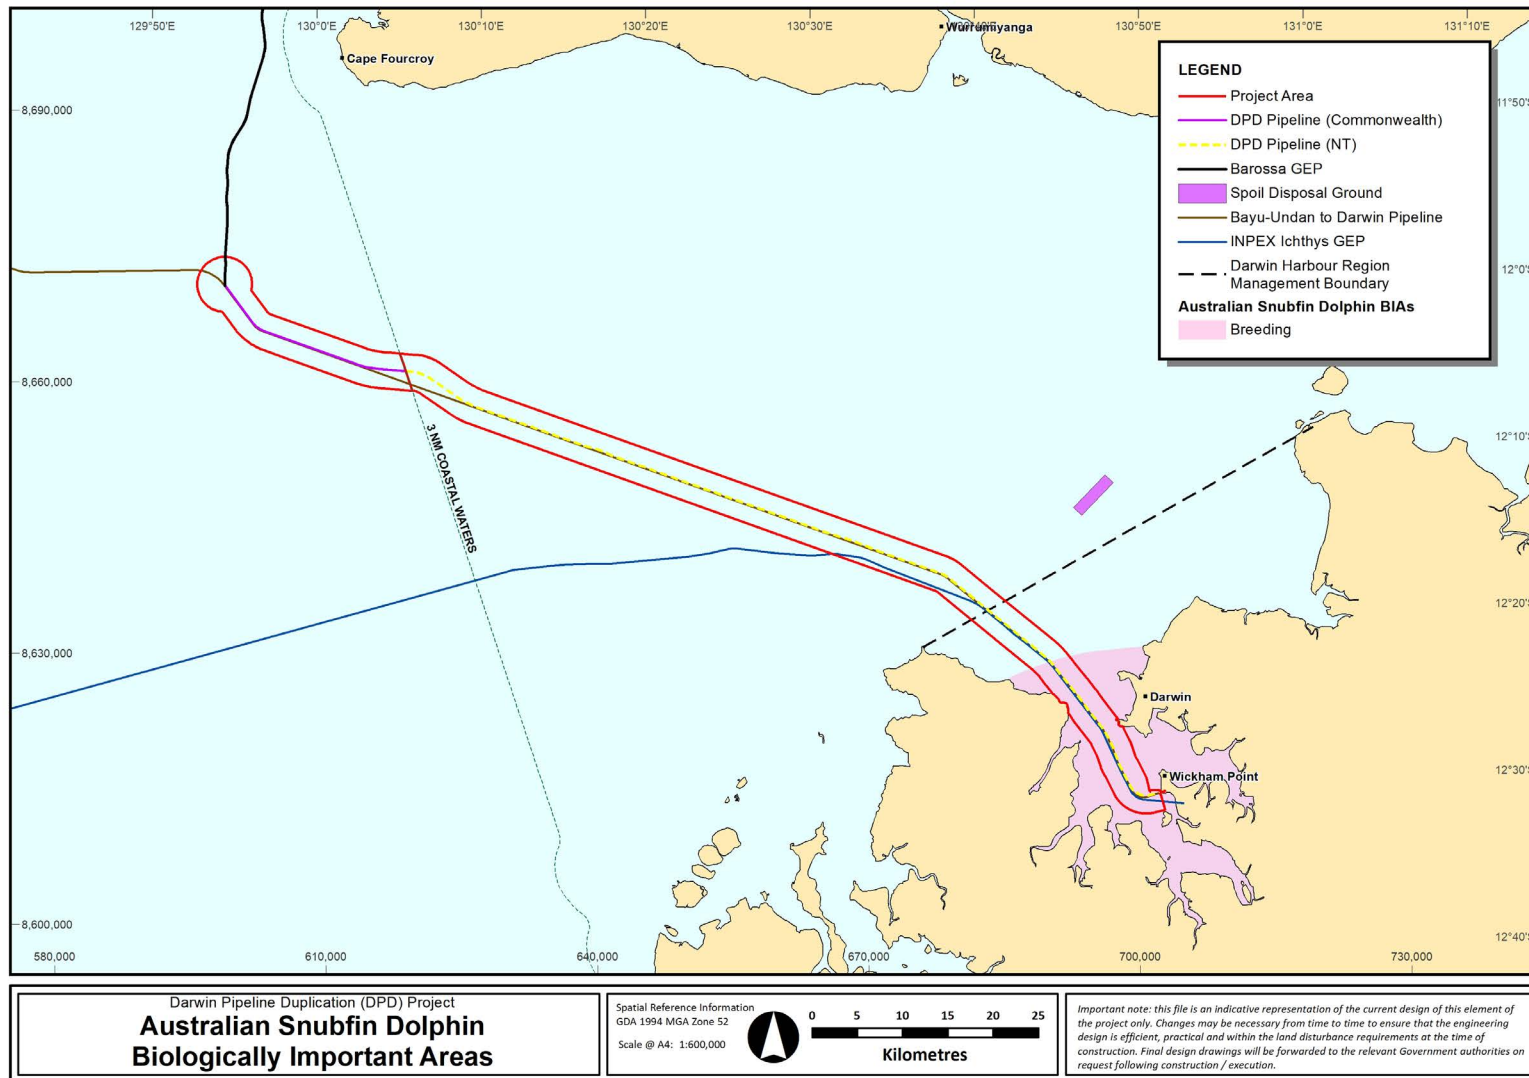 129°50'E
130°0'E
130°10'E
130°20'E
130°30'E
130°40'E
130°50'E
131°0'E
131°10'E
Wurrumiyanga
Cape Fourcroy
8,690,000
8,660,000
8,630,000
8,600,000
11°50'S
12°0'S
12°10'S
12°20'S
12°30'S
12°40'S
LEGEND
Project Area
DPD Pipeline (Commonwealth)
DPD Pipeline (NT)
Barossa GEP
Spoil Disposal Ground
Bayu-Undan to Darwin Pipeline
INPEX Ichthys GEP
Darwin Harbour Region
Management Boundary
Australian Snubfin Dolphin BIAs
Breeding
3 NM COASTAL WATERS
Darwin
Wickham Point
580,000
610,000
640,000
670,000
700,000
730,000
Darwin Pipeline Duplication (DPD) Project
Australian Snubfin Dolphin
Biologically Important Areas
Spatial Reference Information
GDA 1994 MGA Zone 52
Scale @ A4: 1:600,000
0 5 10 15 20 25
Kilometres
Important note: this file is an indicative representation of the current design of this element of
the project only. Changes may be necessary from time to time to ensure that the engineering
design is efficient, practical and within the land disturbance requirements at the time of
construction. Final design drawings will be forwarded to the relevant Government authorities on
request following construction / execution.